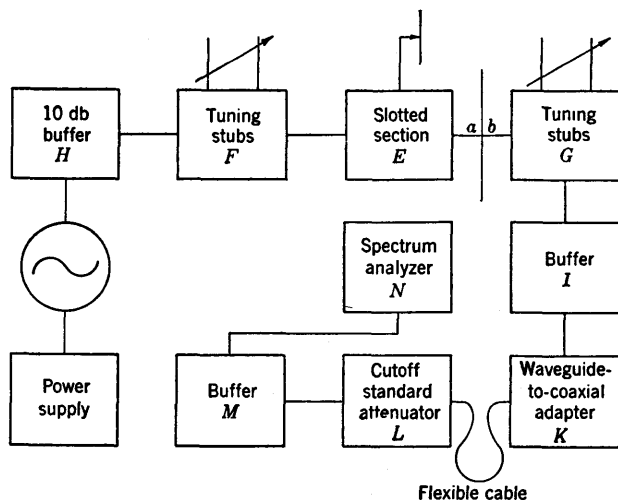 10 db
buffer
H
Tuning
stubs
F
Slotted
section
E
a b
Tuning
stubs
G
Spectrum
analyzer
N
Buffer
I
Power
supply
Buffer
M
Cutoff
standard
attenuator
L
Waveguide-
to-coaxial
adapter
K
Flexible cable